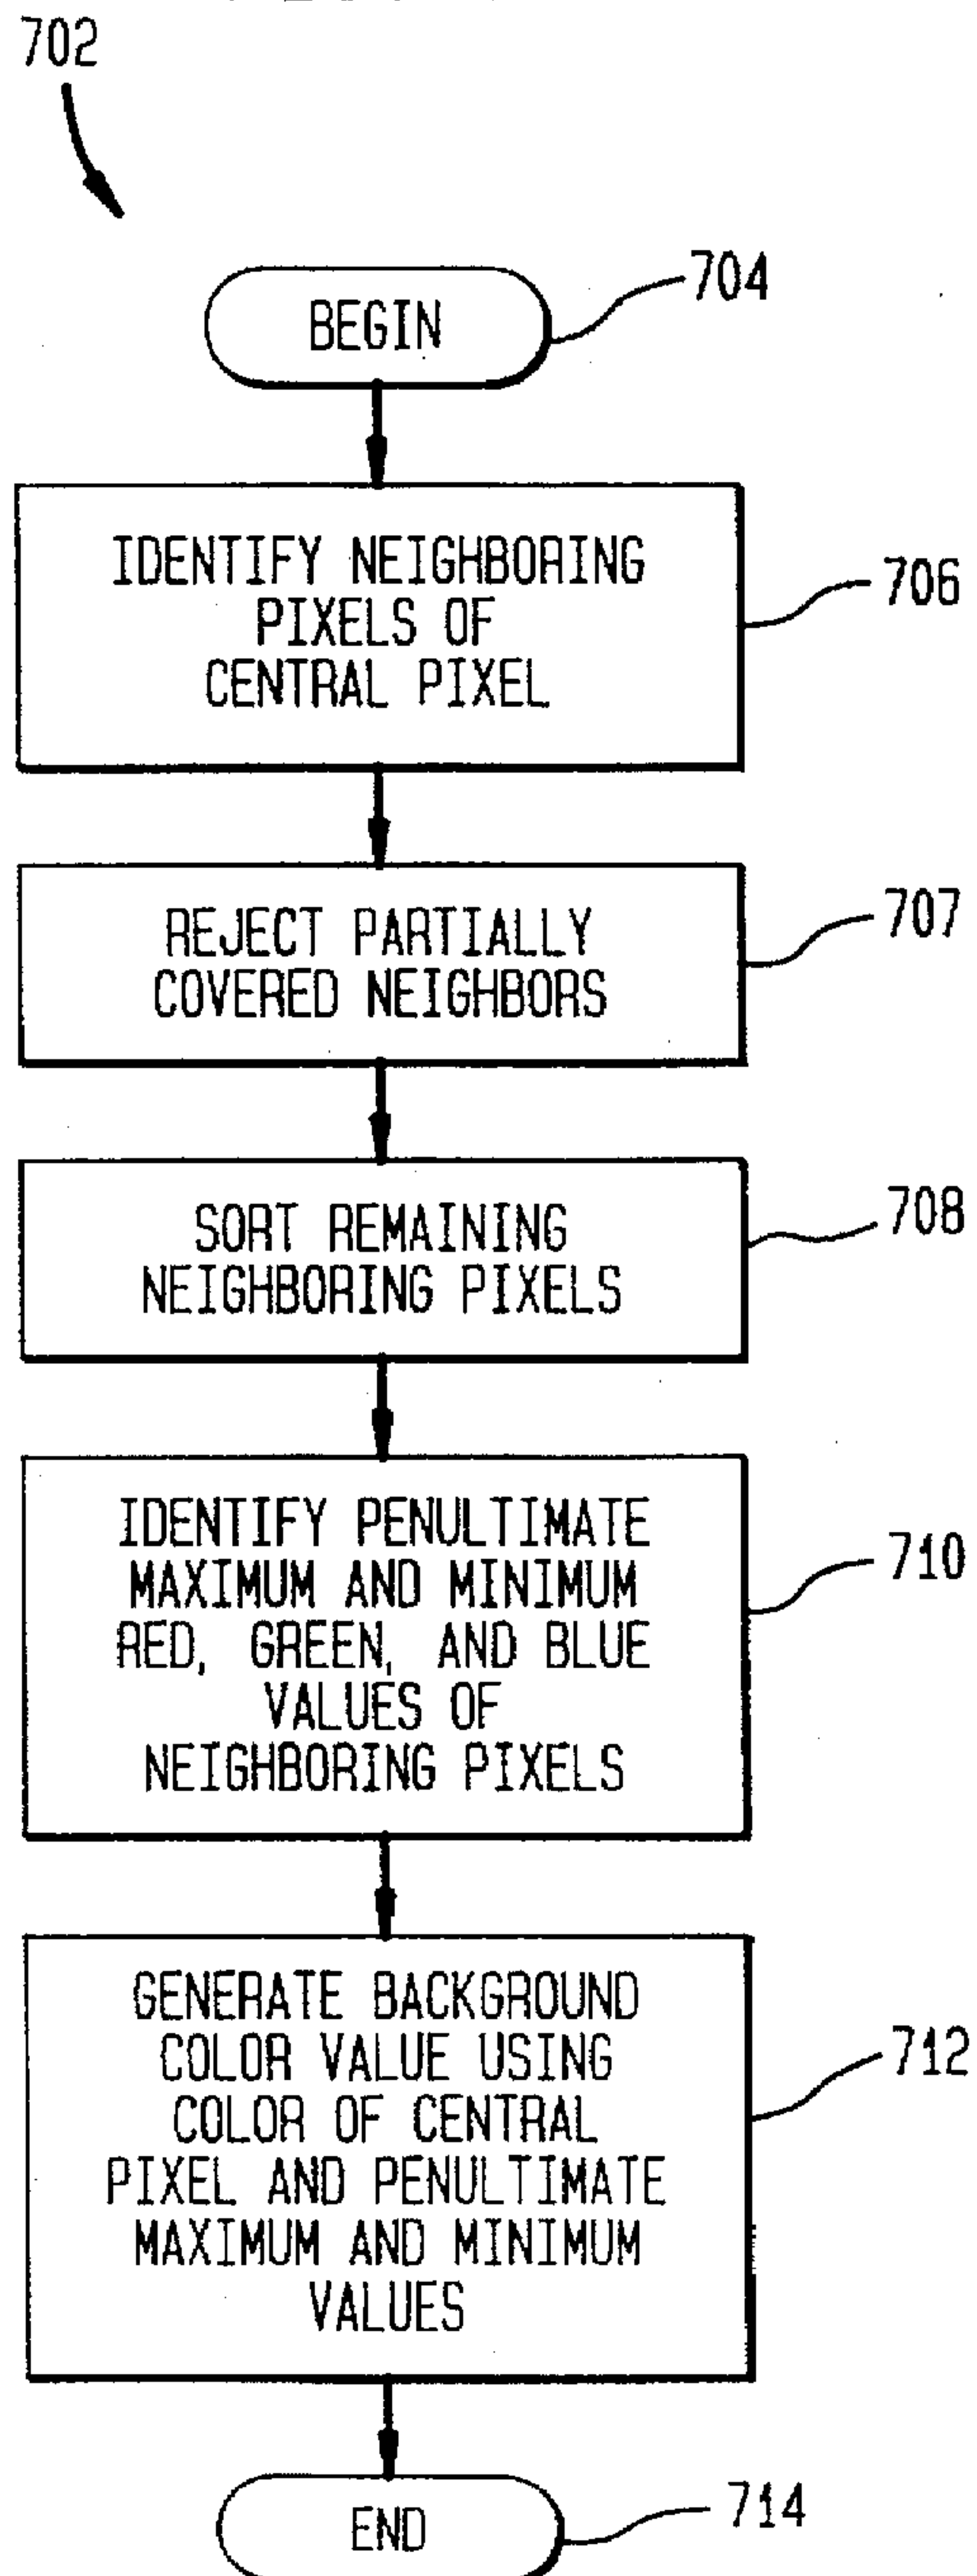 702
BEGIN
704
IDENTIFY NEIGHBORING
PIXELS OF
CENTRAL PIXEL
706
REJECT PARTIALLY
COVERED NEIGHBORS
707
SORT REMAINING
NEIGHBORING PIXELS
708
IDENTIFY PENULTIMATE
MAXIMUM AND MINIMUM
RED, GREEN, AND BLUE
VALUES OF
NEIGHBORING PIXELS
710
GENERATE BACKGROUND
COLOR VALUE USING
COLOR OF CENTRAL
PIXEL AND PENULTIMATE
MAXIMUM AND MINIMUM
VALUES
712
END
714